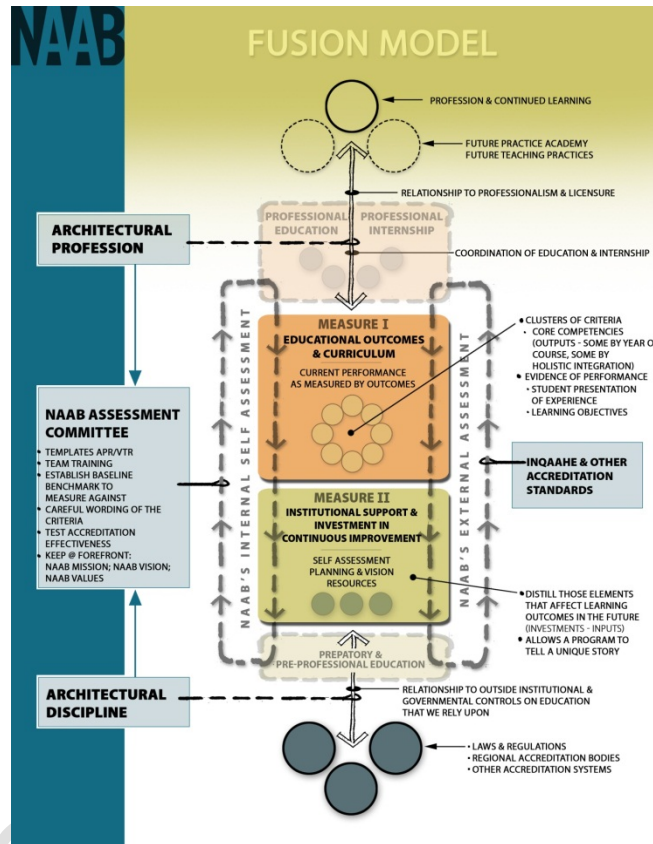 NAAB
FUSION MODEL
PROFESSION & CONTINUED LEARNING
FUTURE PRACTICE ACADEMY
FUTURE TEACHING PRACTICES
RELATIONSHIP TO PROFESSIONALISM & LICENSURE
PROFESSIONAL
EDUCATION
PROFESSIONAL
INTERNSHIP
ARCHITECTURAL
PROFESSION
COORDINATION OF EDUCATION & INTERNSHIP
NAAB'S INTERNAL SELF ASSESSMENT
MEASURE I
EDUCATIONAL OUTCOMES
& CURRICULUM
CURRENT PERFORMANCE
AS MEASURED BY OUTCOMES
• CLUSTERS OF CRITERIA
• CORE COMPETENCIES
(OUTPUTS - SOME BY YEAR O
COURSE, SOME BY
HOLISTIC INTEGRATION)
• EVIDENCE OF PERFORMANCE
• STUDENT PRESENTATION
OF EXPERIENCE
• LEARNING OBJECTIVES
NAAB'S EXTERNAL ASSESSMENT
NAAB ASSESSMENT
COMMITTEE
• TEMPLATES APR/VTR
• TEAM TRAINING
• ESTABLISH BASELINE
BENCHMARK TO
MEASURE AGAINST
• CAREFUL WORDING OF THE
CRITERIA
• TEST ACCREDITATION
EFFECTIVENESS
• KEEP @ FOREFRONT:
NAAB MISSION; NAAB VISION;
NAAB VALUES
INQAAHE & OTHER
ACCREDITATION
STANDARDS
MEASURE II
INSTITUTIONAL SUPPORT &
INVESTMENT IN
CONTINUOUS IMPROVEMENT
SELF ASSESSMENT
PLANNING & VISION
RESOURCES
• DISTILL THOSE ELEMENTS
THAT AFFECT LEARNING
OUTCOMES IN THE FUTURE
(INVESTMENTS - INPUTS)
• ALLOWS A PROGRAM TO
TELL A UNIQUE STORY
PREPATORY &
PRE-PROFESSIONAL EDUCATION
ARCHITECTURAL
DISCIPLINE
RELATIONSHIP TO OUTSIDE INSTITUTIONAL &
GOVERNMENTAL CONTROLS ON EDUCATION
THAT WE RELY UPON
• LAWS & REGULATIONS
• REGIONAL ACCREDITATION BODIES
• OTHER ACCREDITATION SYSTEMS